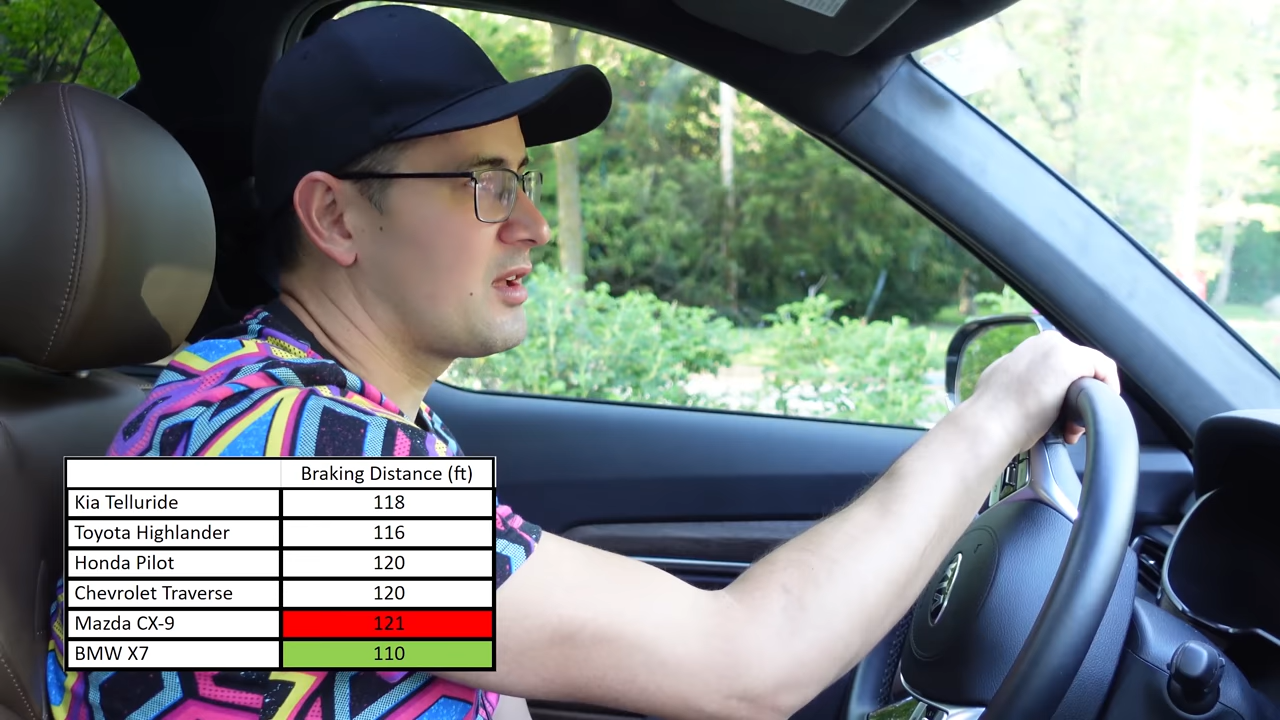 Braking Distance (ft)
Kia Telluride 118
Toyota Highlander 116
Honda Pilot 120
Chevrolet Traverse 120
Mazda CX-9 121
BMW X7 110